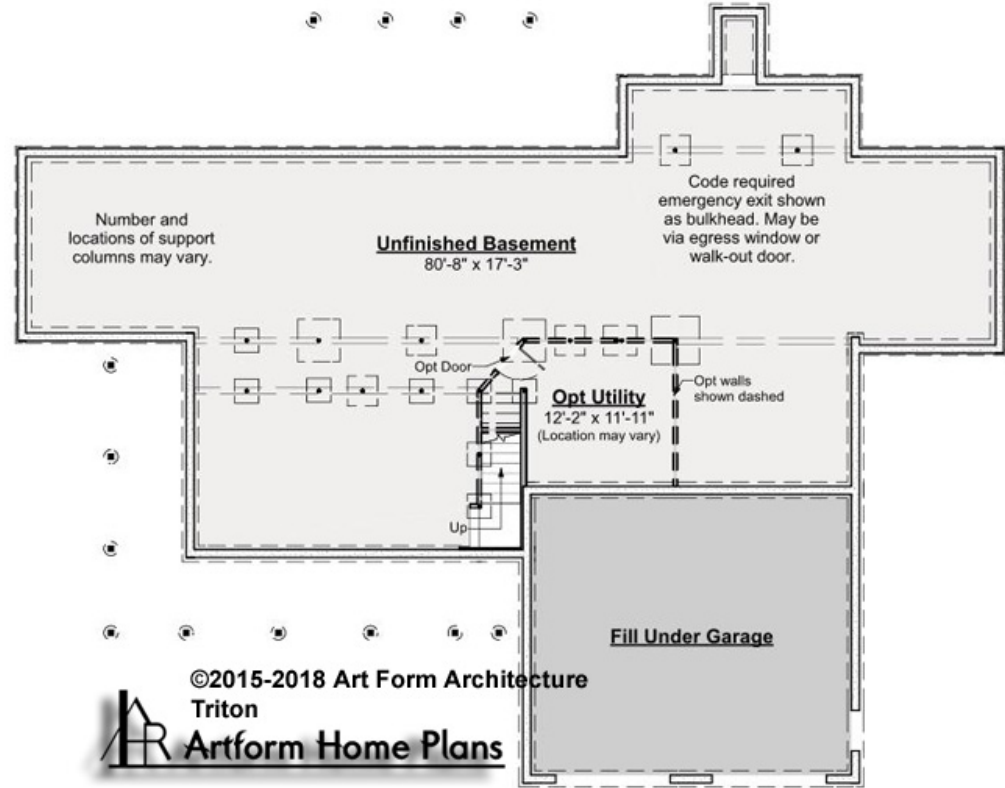 Number and
locations of support
columns may vary.
Unfinished Basement
80'-8" x 17'-3"
Code required
emergency exit shown
as bulkhead. May be
via egress window or
walk-out door.
Opt Door
Opt Utility
12'-2" x 11'-11"
(Location may vary)
Opt walls
shown dashed
Up
Fill Under Garage
©2015-2018 Art Form Architecture
Triton
AR Artform Home Plans